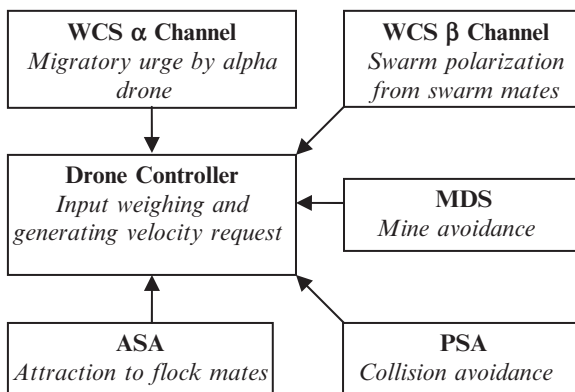 WCS α Channel
Migratory urge by alpha
drone
WCS β Channel
Swarm polarization
from swarm mates
Drone Controller
Input weighing and
generating velocity request
MDS
Mine avoidance
ASA
Attraction to flock mates
PSA
Collision avoidance